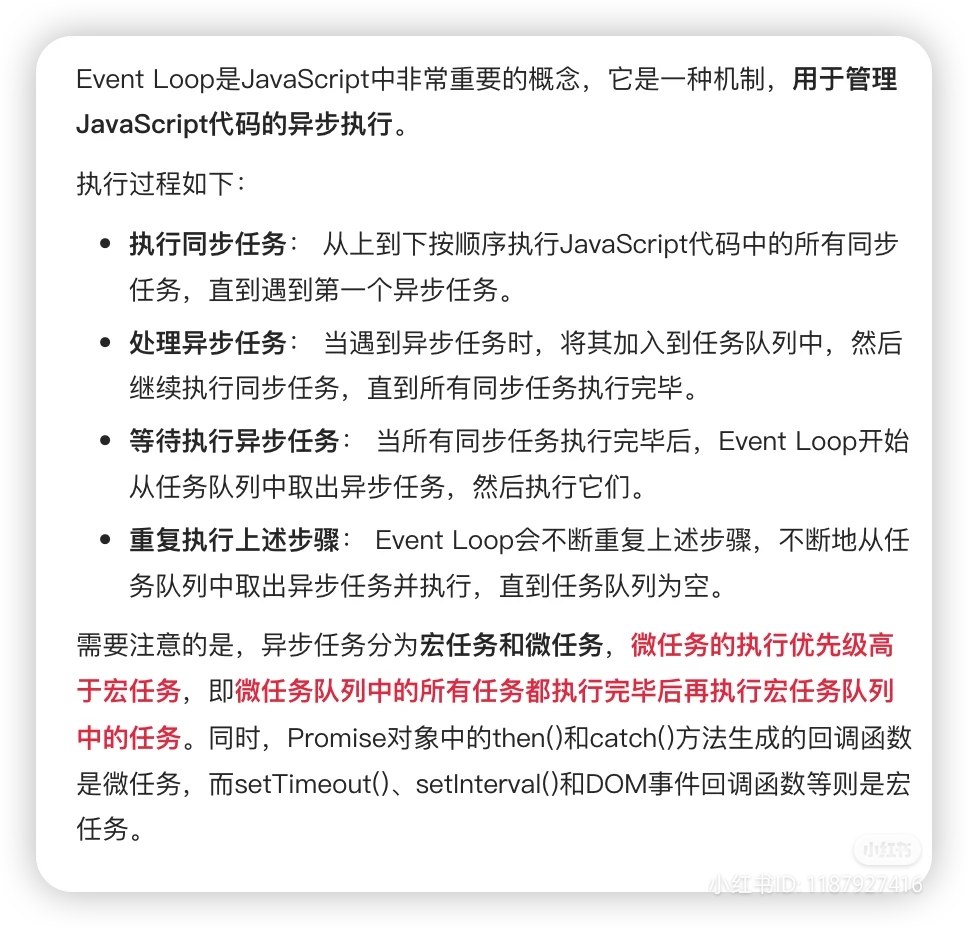 Event Loop是JavaScript中非常重要的概念，它是一种机制，用于管理
JavaScript代码的异步执行。
执行过程如下：
• 执行同步任务： 从上到下按顺序执行JavaScript代码中的所有同步
任务，直到遇到第一个异步任务。
• 处理异步任务： 当遇到异步任务时，将其加入到任务队列中，然后
继续执行同步任务，直到所有同步任务执行完毕。
• 等待执行异步任务： 当所有同步任务执行完毕后，Event Loop开始
从任务队列中取出异步任务，然后执行它们。
• 重复执行上述步骤： Event Loop会不断重复上述步骤，不断地从任
务队列中取出异步任务并执行，直到任务队列为空。
需要注意的是，异步任务分为宏任务和微任务，微任务的执行优先级高
于宏任务，即微任务队列中的所有任务都执行完毕后再执行宏任务队列
中的任务。同时，Promise对象中的then()和catch()方法生成的回调函数
是微任务，而setTimeout()、setInterval()和DOM事件回调函数等则是宏
任务。
小红书
小红书ID: 1187927416